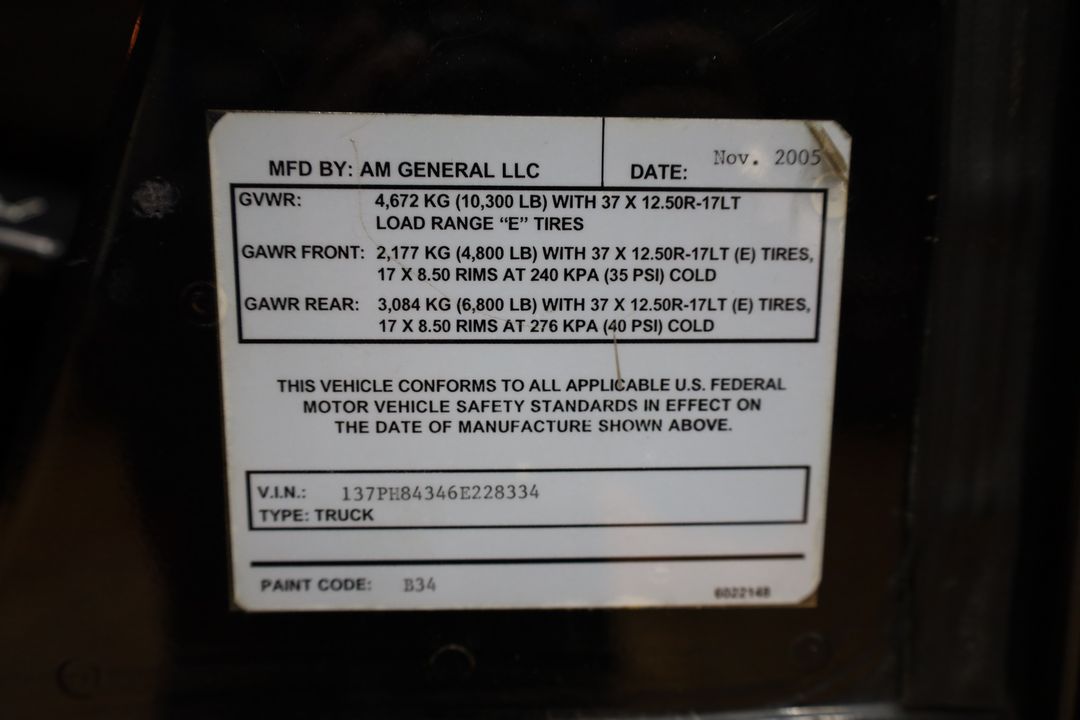 MFD BY: AM GENERAL LLC DATE: Nov. 2005
GVWR: 4,672 KG (10,300 LB) WITH 37 X 12.50R-17LT
LOAD RANGE “E” TIRES
GAWR FRONT: 2,177 KG (4,800 LB) WITH 37 X 12.50R-17LT (E) TIRES,
17 X 8.50 RIMS AT 240 KPA (35 PSI) COLD
GAWR REAR: 3,084 KG (6,800 LB) WITH 37 X 12.50R-17LT (E) TIRES,
17 X 8.50 RIMS AT 276 KPA (40 PSI) COLD
THIS VEHICLE CONFORMS TO ALL APPLICABLE U.S. FEDERAL
MOTOR VEHICLE SAFETY STANDARDS IN EFFECT ON
THE DATE OF MANUFACTURE SHOWN ABOVE.
V.I.N.: 137PH84346E228334
TYPE: TRUCK
PAINT CODE: B34
6022148